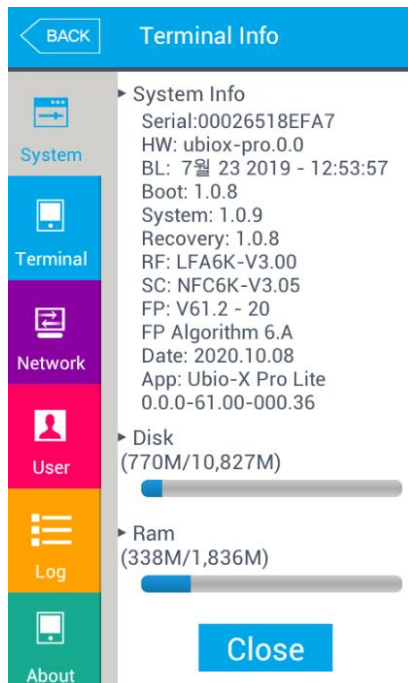 BACK
Terminal Info
System
Terminal
Network
User
Log
About
▸ System Info
Serial:00026518EFA7
HW: ubiox-pro.0.0
BL: 7월 23 2019 - 12:53:57
Boot: 1.0.8
System: 1.0.9
Recovery: 1.0.8
RF: LFA6K-V3.00
SC: NFC6K-V3.05
FP: V61.2 - 20
FP Algorithm 6.A
Date: 2020.10.08
App: Ubio-X Pro Lite
0.0.0-61.00-000.36
▸ Disk
(770M/10,827M)
▸ Ram
(338M/1,836M)
Close